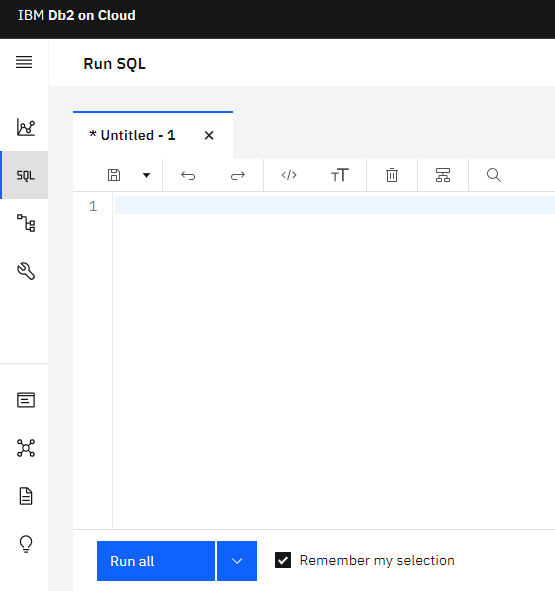 IBM Db2 on Cloud
Run SQL
* Untitled - 1
SQL
1
Run all
Remember my selection